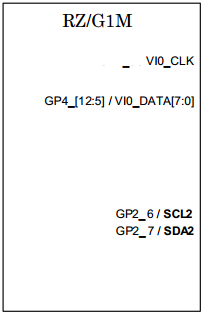 RZ/G1M
_ VI0_CLK
GP4_[12:5] / VI0_DATA[7:0]
GP2_6 / SCL2
GP2_7 / SDA2